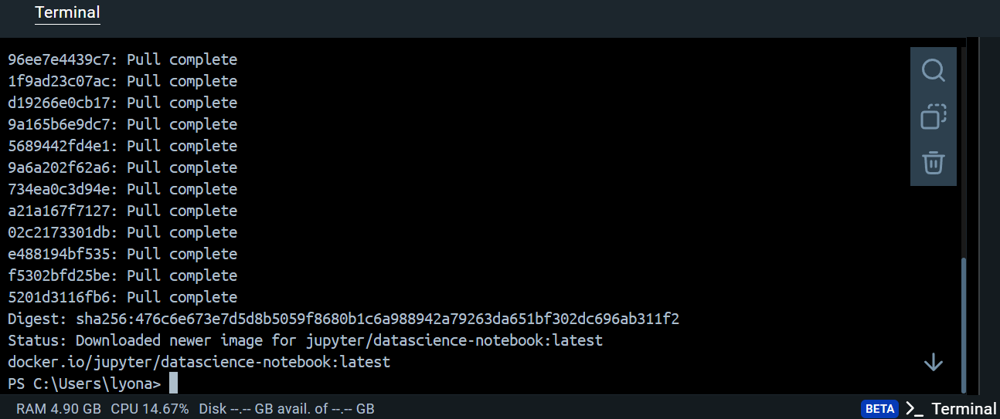 Terminal
96ee7e4439c7: Pull complete
1f9ad23c07ac: Pull complete
d19266e0cb17: Pull complete
9a165b6e9dc7: Pull complete
5689442fd4e1: Pull complete
9a6a202f62a6: Pull complete
734ea0c3d94e: Pull complete
a21a167f7127: Pull complete
02c2173301db: Pull complete
e488194bf535: Pull complete
f5302bfd25be: Pull complete
5201d3116fb6: Pull complete
Digest: sha256:476c6e673e7d5d8b5059f8680b1c6a988942a79263da651bf302dc696ab311f2
Status: Downloaded newer image for jupyter/datascience-notebook:latest
docker.io/jupyter/datascience-notebook:latest
PS C:\Users\lyona>
RAM 4.90 GB CPU 14.67% Disk --.-- GB avail. of --.-- GB BETA >_ Terminal